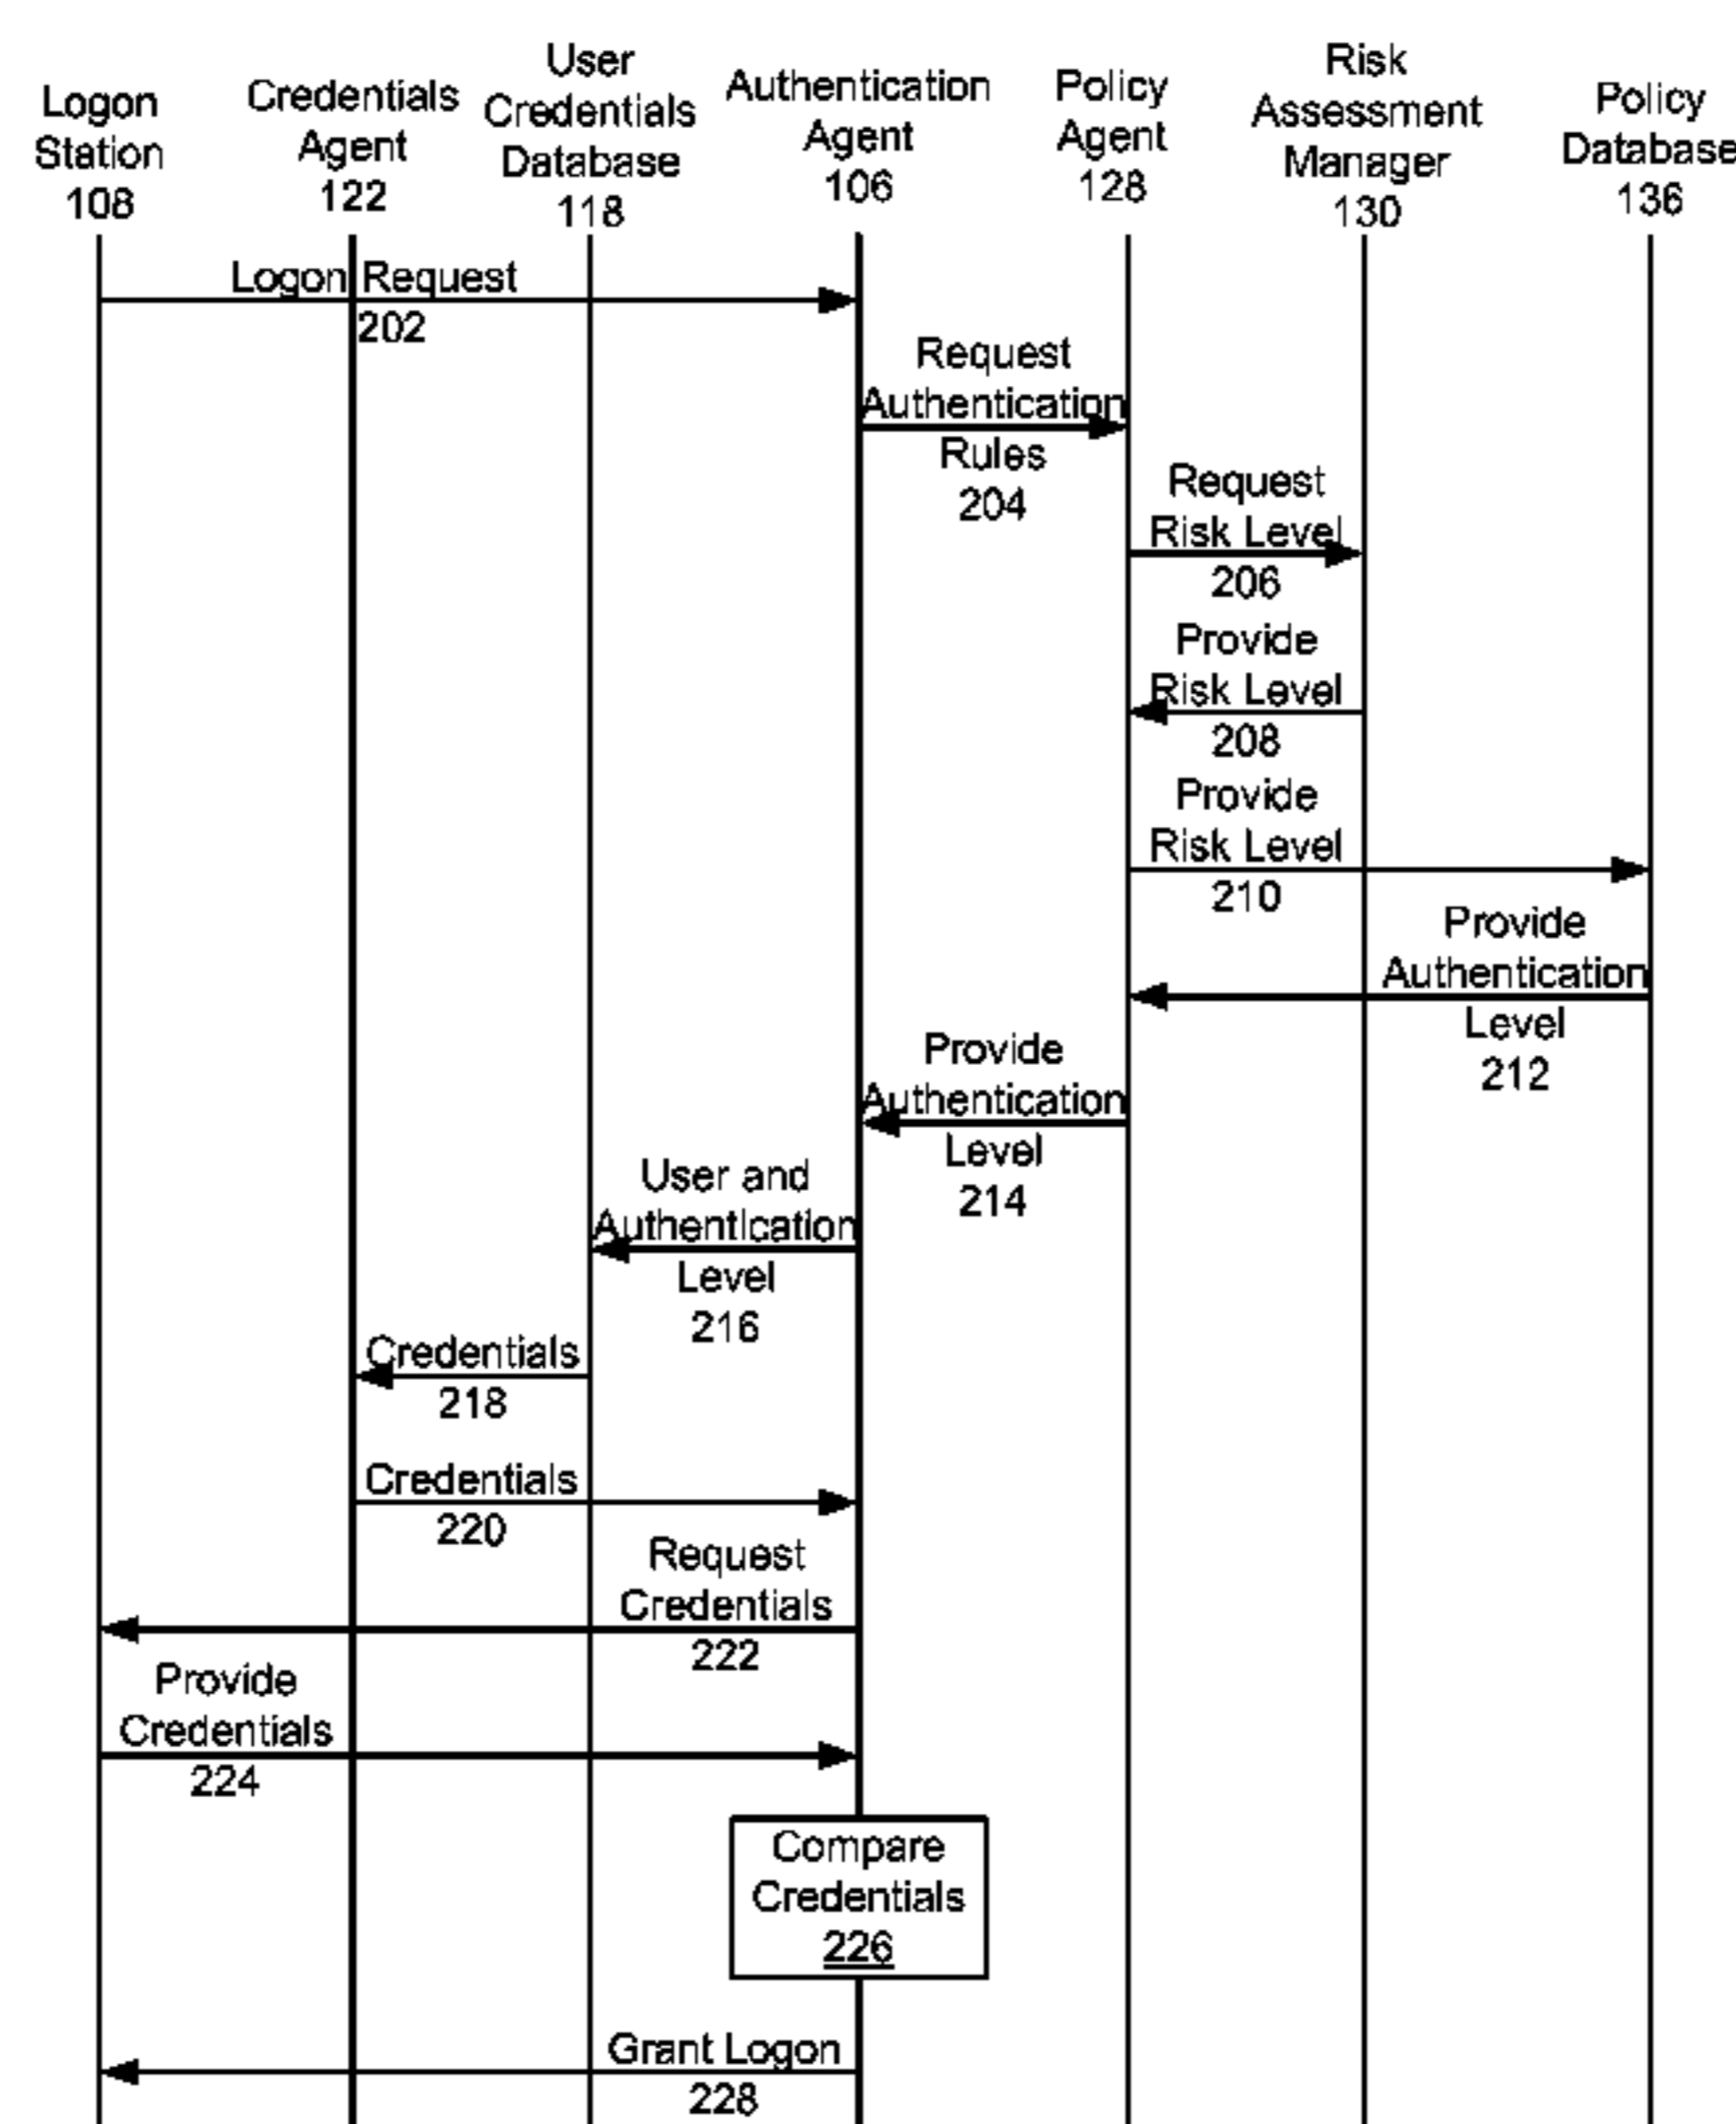 Logon
Station
108
Credentials
Agent
122
User
Credentials
Database
118
Authentication
Agent
106
Policy
Agent
128
Risk
Assessment
Manager
130
Policy
Database
136
Logon Request
202
Request
Authentication
Rules
204
Request
Risk Level
206
Provide
Risk Level
208
Provide
Risk Level
210
Provide
Authentication
Level
212
Provide
Authentication
Level
214
User and
Authentication
Level
216
Credentials
218
Credentials
220
Request
Credentials
222
Provide
Credentials
224
Compare
Credentials
226
Grant Logon
228